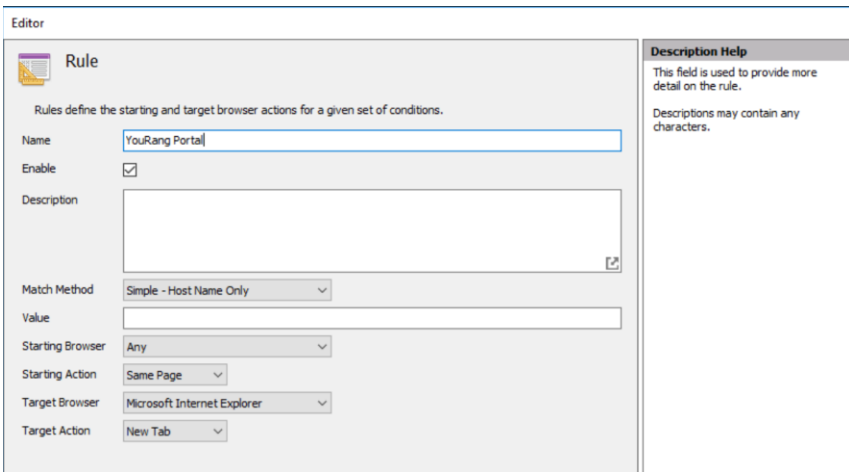 Editor
Rule
Rules define the starting and target browser actions for a given set of conditions.
Name YouRang Portal
Enable
Description
Match Method Simple - Host Name Only
Value
Starting Browser Any
Starting Action Same Page
Target Browser Microsoft Internet Explorer
Target Action New Tab
Description Help
This field is used to provide more
detail on the rule.
Descriptions may contain any
characters.